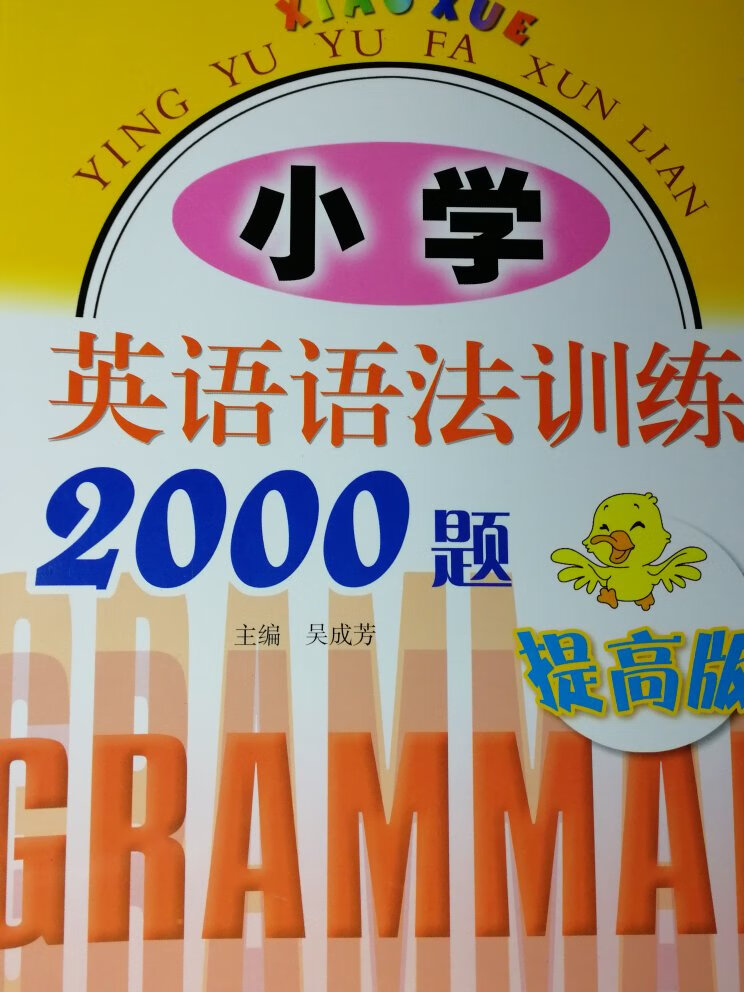 XIAO XUE
YING YU YU FA XUN LIAN
小学
英语语法训练
2000题
主编 吴成芳
提高版
GRAMMAR